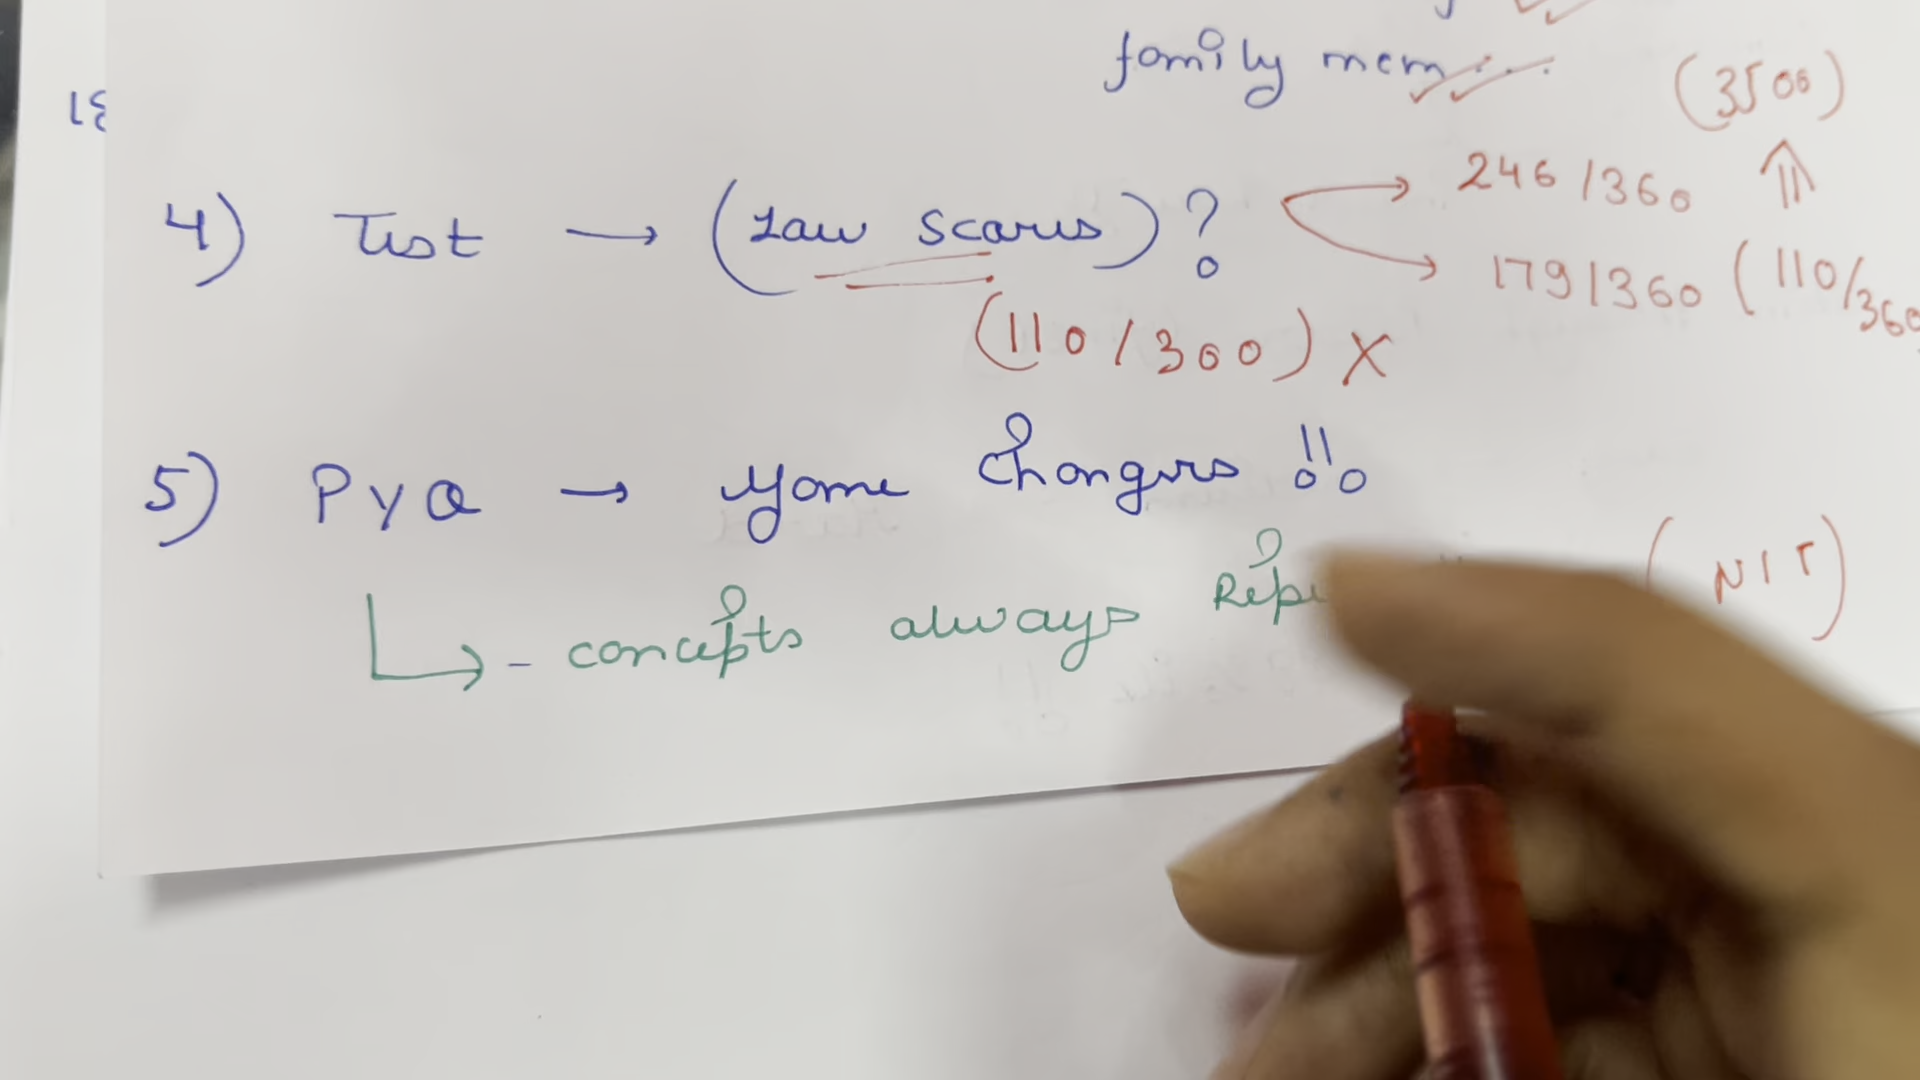 family mem
(3500)
4) Test → (Low Scores)? → 246/360
→ 179/360 (110/360
(110/300) X
5) PYQ → Game Changers !!
↳ - concepts always
(NIT)